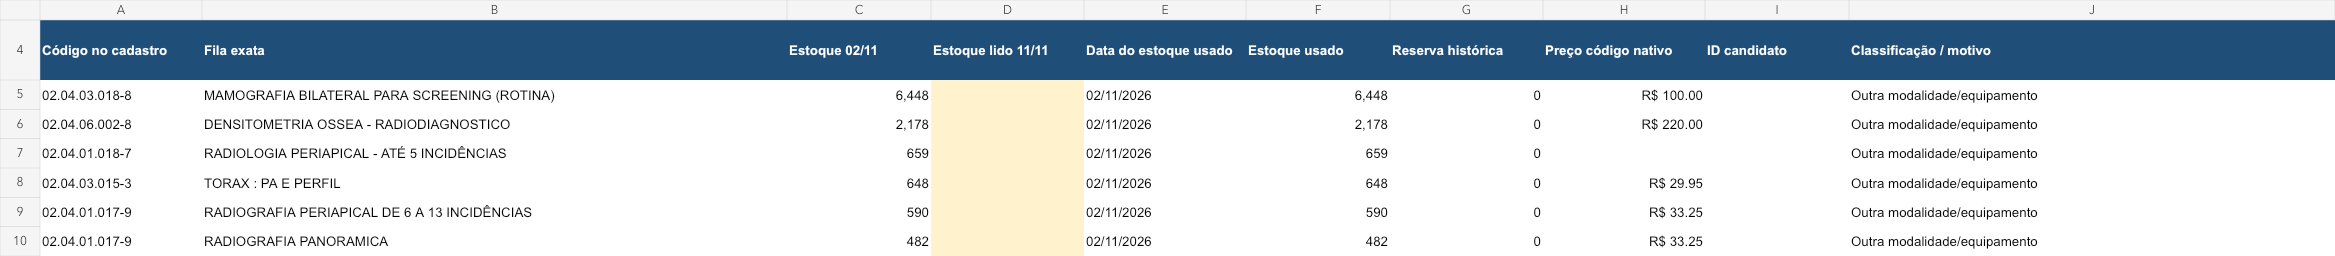 A B C D E F G H I J
4 Código no cadastro Fila exata Estoque 02/11 Estoque lido 11/11 Data do estoque usado Estoque usado Reserva histórica Preço código nativo ID candidato Classificação / motivo
5 02.04.03.018-8 MAMOGRAFIA BILATERAL PARA SCREENING (ROTINA) 6,448 02/11/2026 6,448 0 R$ 100.00 Outra modalidade/equipamento
6 02.04.06.002-8 DENSITOMETRIA OSSEA - RADIODIAGNOSTICO 2,178 02/11/2026 2,178 0 R$ 220.00 Outra modalidade/equipamento
7 02.04.01.018-7 RADIOLOGIA PERIAPICAL - ATÉ 5 INCIDÊNCIAS 659 02/11/2026 659 0 Outra modalidade/equipamento
8 02.04.03.015-3 TORAX : PA E PERFIL 648 02/11/2026 648 0 R$ 29.95 Outra modalidade/equipamento
9 02.04.01.017-9 RADIOGRAFIA PERIAPICAL DE 6 A 13 INCIDÊNCIAS 590 02/11/2026 590 0 R$ 33.25 Outra modalidade/equipamento
10 02.04.01.017-9 RADIOGRAFIA PANORAMICA 482 02/11/2026 482 0 R$ 33.25 Outra modalidade/equipamento